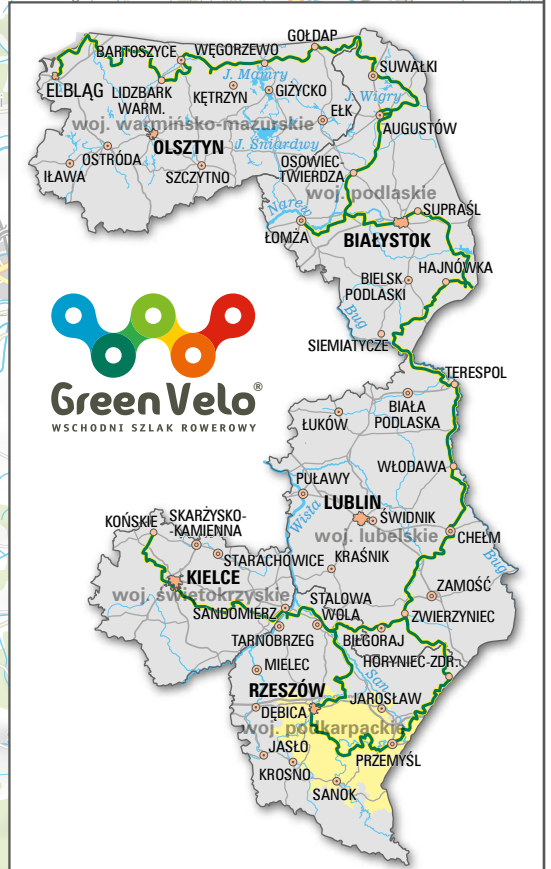 GOŁDAP
BARTOSZYCE
WĘGORZEWO
SUWAŁKI
J. Mamry
ELBLĄG
LIDZBARK
WARM.
KĘTRZYN
GIŻYCKO
J. Wigry
EŁK
AUGUSTÓW
woj. warmińsko-mazurskie
OLSZTYN
J. Śniardwy
OSTRÓDA
IŁAWA
SZCZYTNO
OSOWIEC-
TWIERDZA
woj. podlaskie
Narew
SUPRAŚL
ŁOMŻA
BIAŁYSTOK
HAJNÓWKA
BIELSK
PODLASKI
Bug
SIEMIATYCZE
GreenVelo®
WSCHODNI SZLAK ROWEROWY
TERESPOL
BIAŁA
PODLASKA
ŁUKÓW
WŁODAWA
PUŁAWY
LUBLIN
ŚWIDNIK
Wisła
woj. lubelskie
CHEŁM
Bug
KOŃSKIE
SKARŻYSKO-
-KAMIENNA
STARACHOWICE
KRAŚNIK
KIELCE
woj. świętokrzyskie
ZAMOŚĆ
STALOWA
WOLA
SANDOMIERZ
ZWIERZYNIEC
TARNOBRZEG
BIŁGORAJ
HORYNIEC-ZDR.
MIELEC
San
RZESZÓW
JAROSŁAW
DĘBICA
woj. podkarpackie
JASŁO
PRZEMYŚL
KROSNO
SANOK